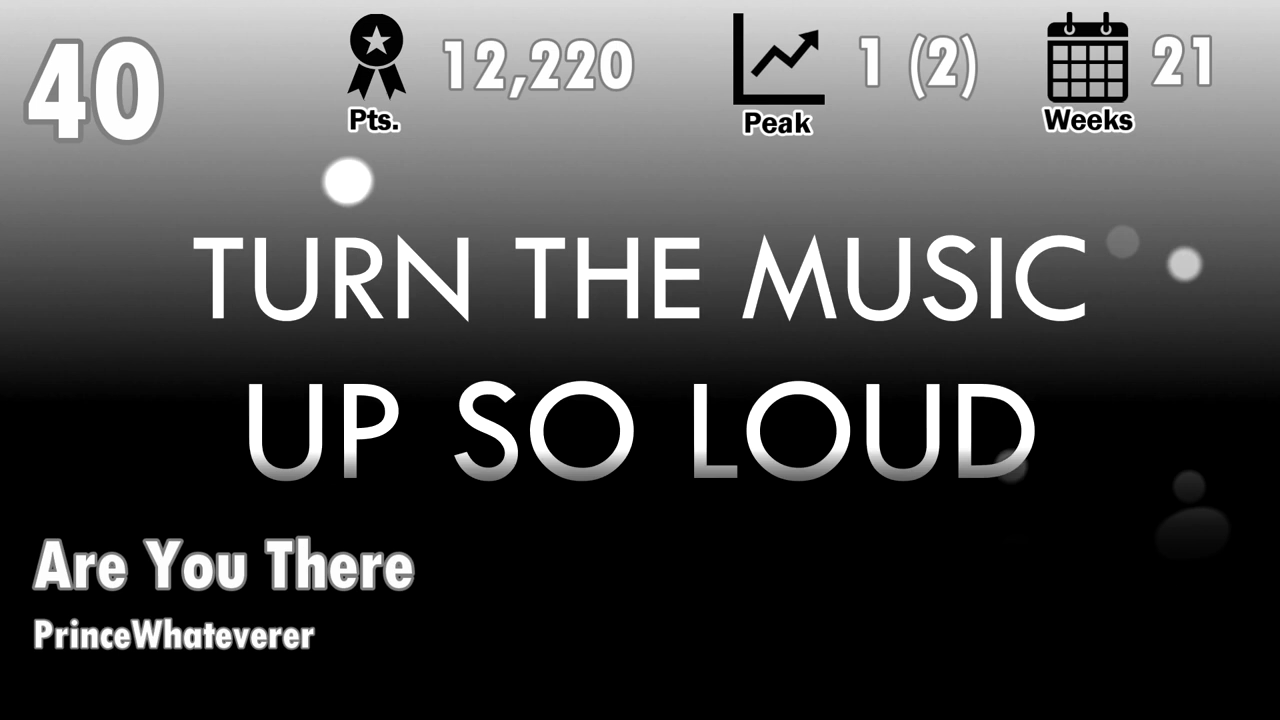 40
12,220
1 (2)
21
Pts.
Peak
Weeks
TURN THE MUSIC
UP SO LOUD
Are You There
PrinceWhateverer